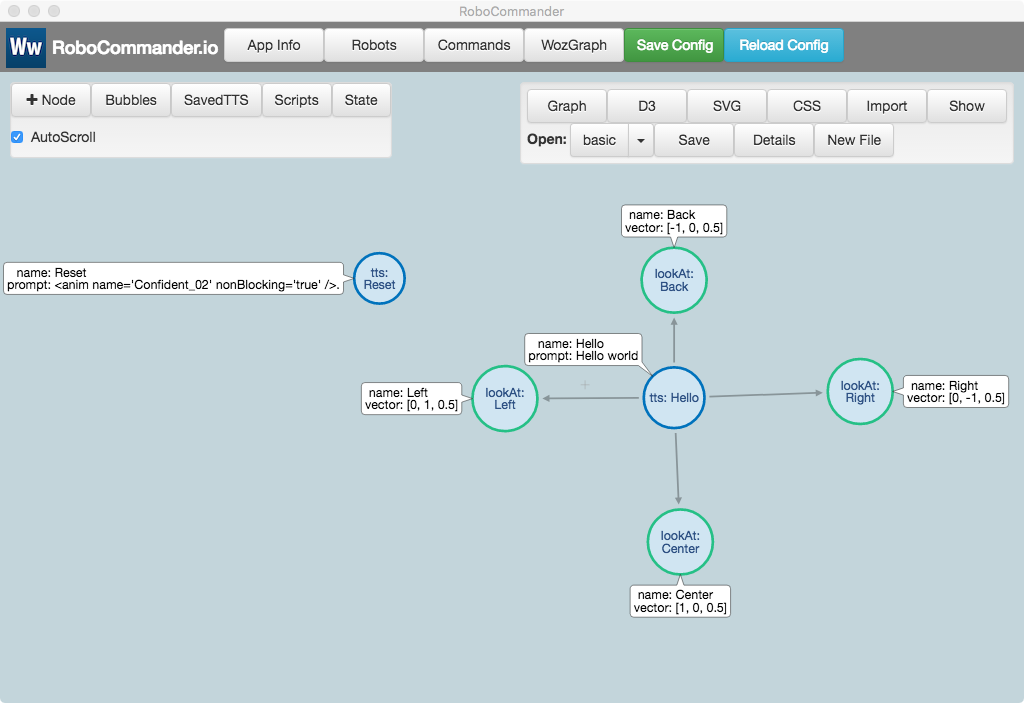 RoboCommander
Ww RoboCommander.io App Info Robots Commands WozGraph Save Config Reload Config
+ Node Bubbles SavedTTS Scripts State
AutoScroll
Graph D3 SVG CSS Import Show
Open: basic Save Details New File
name: Back
vector: [-1, 0, 0.5]
lookAt:
Back
name: Reset
prompt: <anim name='Confident_02' nonBlocking='true' />.
tts:
Reset
name: Hello
prompt: Hello world
tts: Hello
name: Left
vector: [0, 1, 0.5]
lookAt:
Left
lookAt:
Right
name: Right
vector: [0, -1, 0.5]
lookAt:
Center
name: Center
vector: [1, 0, 0.5]